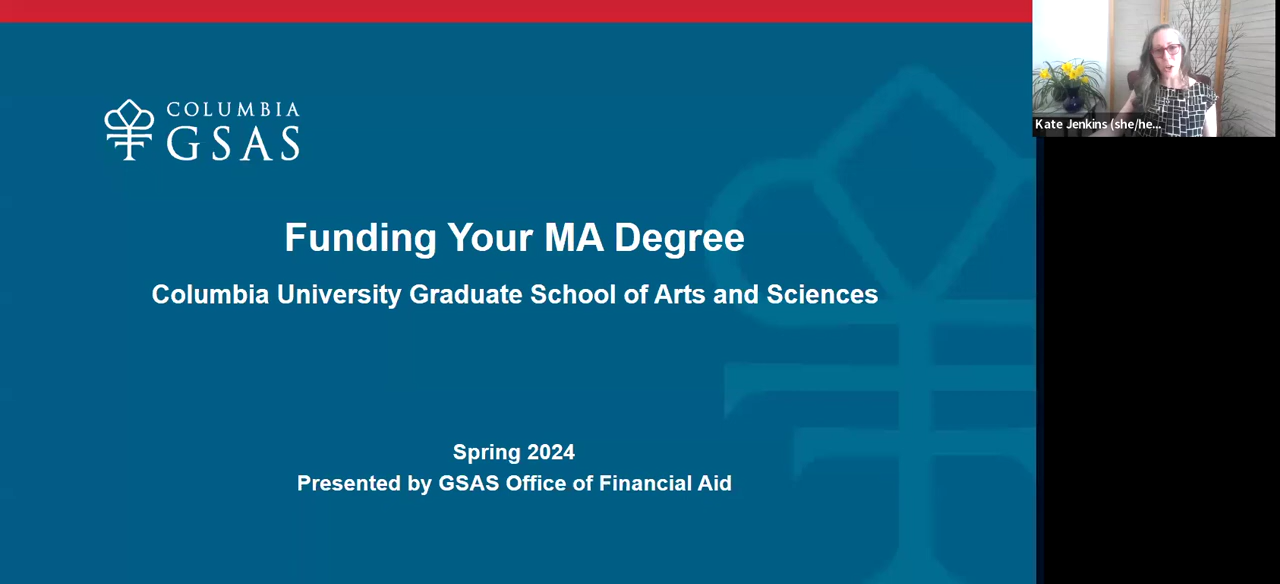 COLUMBIA
GSAS
Funding Your MA Degree
Columbia University Graduate School of Arts and Sciences
Spring 2024
Presented by GSAS Office of Financial Aid
Kate Jenkins (she/he...